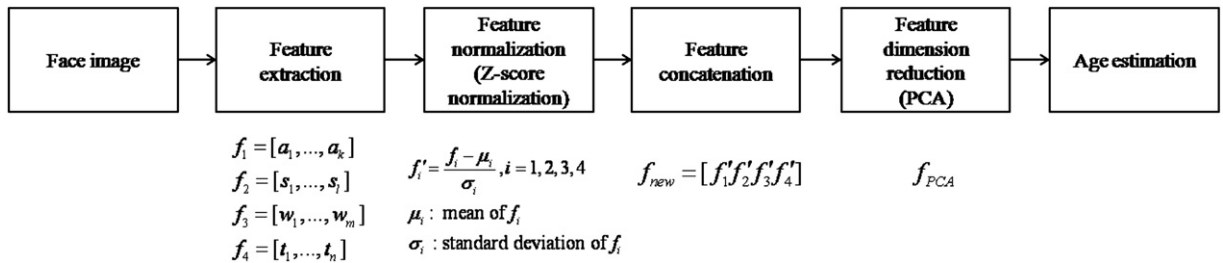 Face image
Feature
extraction
Feature
normalization
(Z-score
normalization)
Feature
concatenation
Feature
dimension
reduction
(PCA)
Age estimation
f₁ = [a₁,...,aₖ]
f₂ = [s₁,...,sₗ]
f₃ = [w₁,...,wₘ]
f₄ = [t₁,...,tₙ]
fᵢ′ = (fᵢ − μᵢ)/σᵢ, i = 1, 2, 3, 4
μᵢ : mean of fᵢ
σᵢ : standard deviation of fᵢ
f_new = [f₁′f₂′f₃′f₄′]
f_PCA